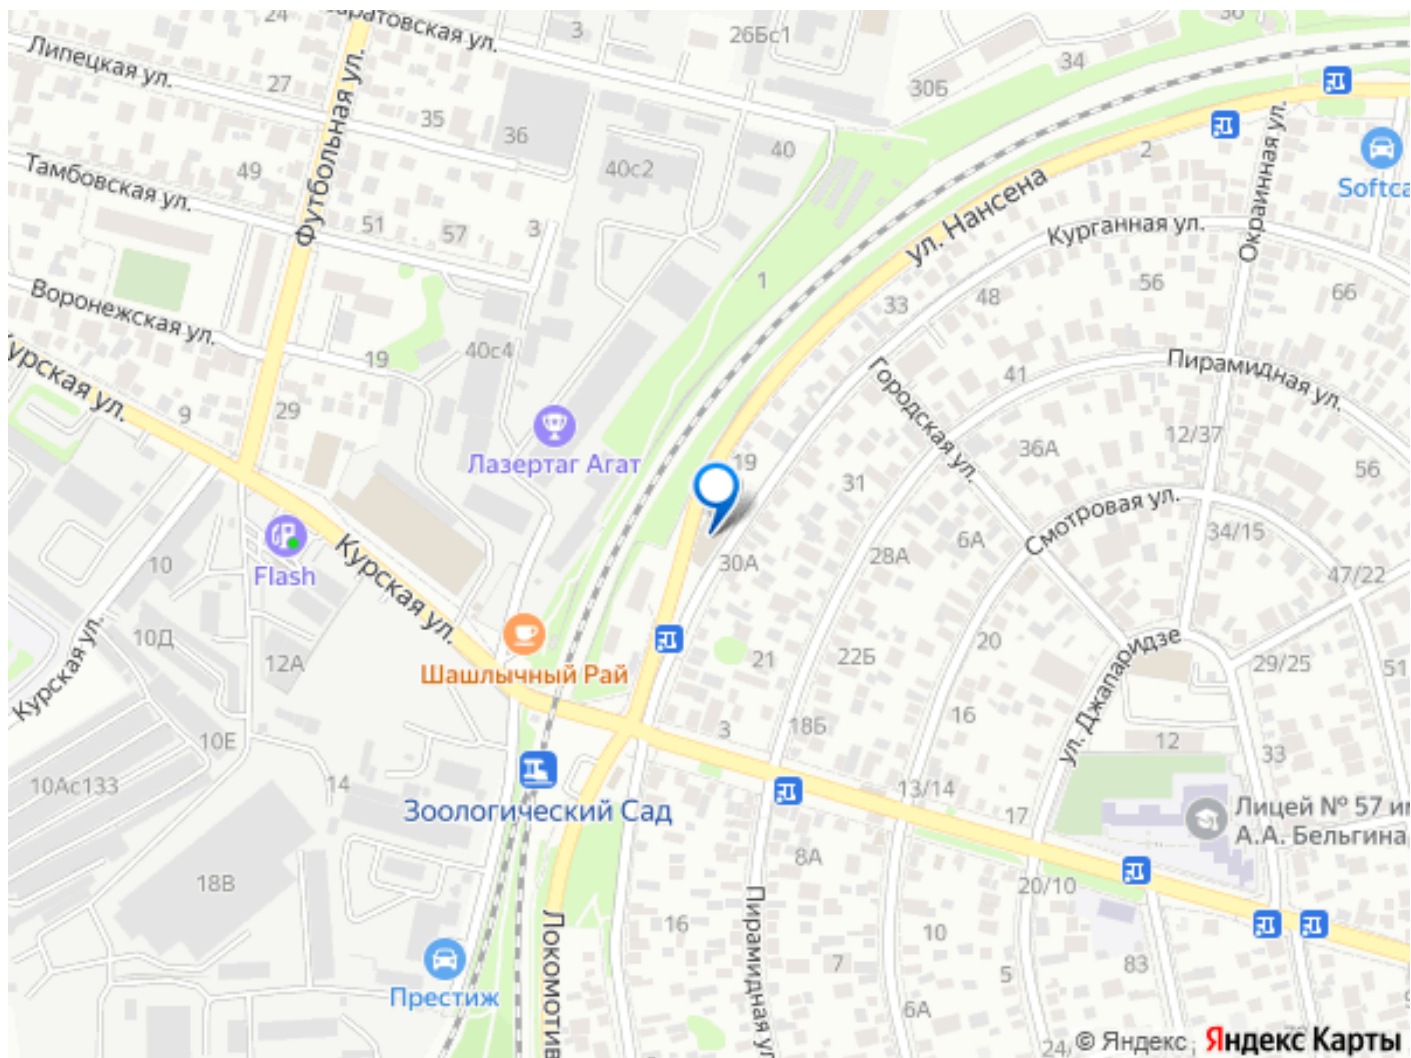 24
Саратовская ул.
3
26Бс1
34
30Б
Липецкая ул.
27
35
36
40
40с2
2
Окраинная ул.
Softca
Футбольная ул.
Тамбовская ул.
49
51
57
3
ул. Нансена
Курганная ул.
1
33
48
56
66
Воронежская ул.
19
40с4
Курская ул.
9
29
Городская ул.
41
Пирамидная ул.
36А
12/37
56
Лазертаг Агат
19
31
Смотровая ул.
6А
34/15
28А
30А
47/22
Flash
Курская ул.
10
10Д
12А
Курская ул.
Шашлычный Рай
21
22Б
20
ул. Джапаридзе
29/25
51
16
18Б
3
12
33
10Е
14
10Ас133
Зоологический Сад
13/14
17
Лицей № 57 им
А.А. Бельгина
18В
8А
20/10
Пирамидная ул.
Локомотив
16
10
7
5
83
6А
Престиж
24/
© Яндекс
Яндекс Карты